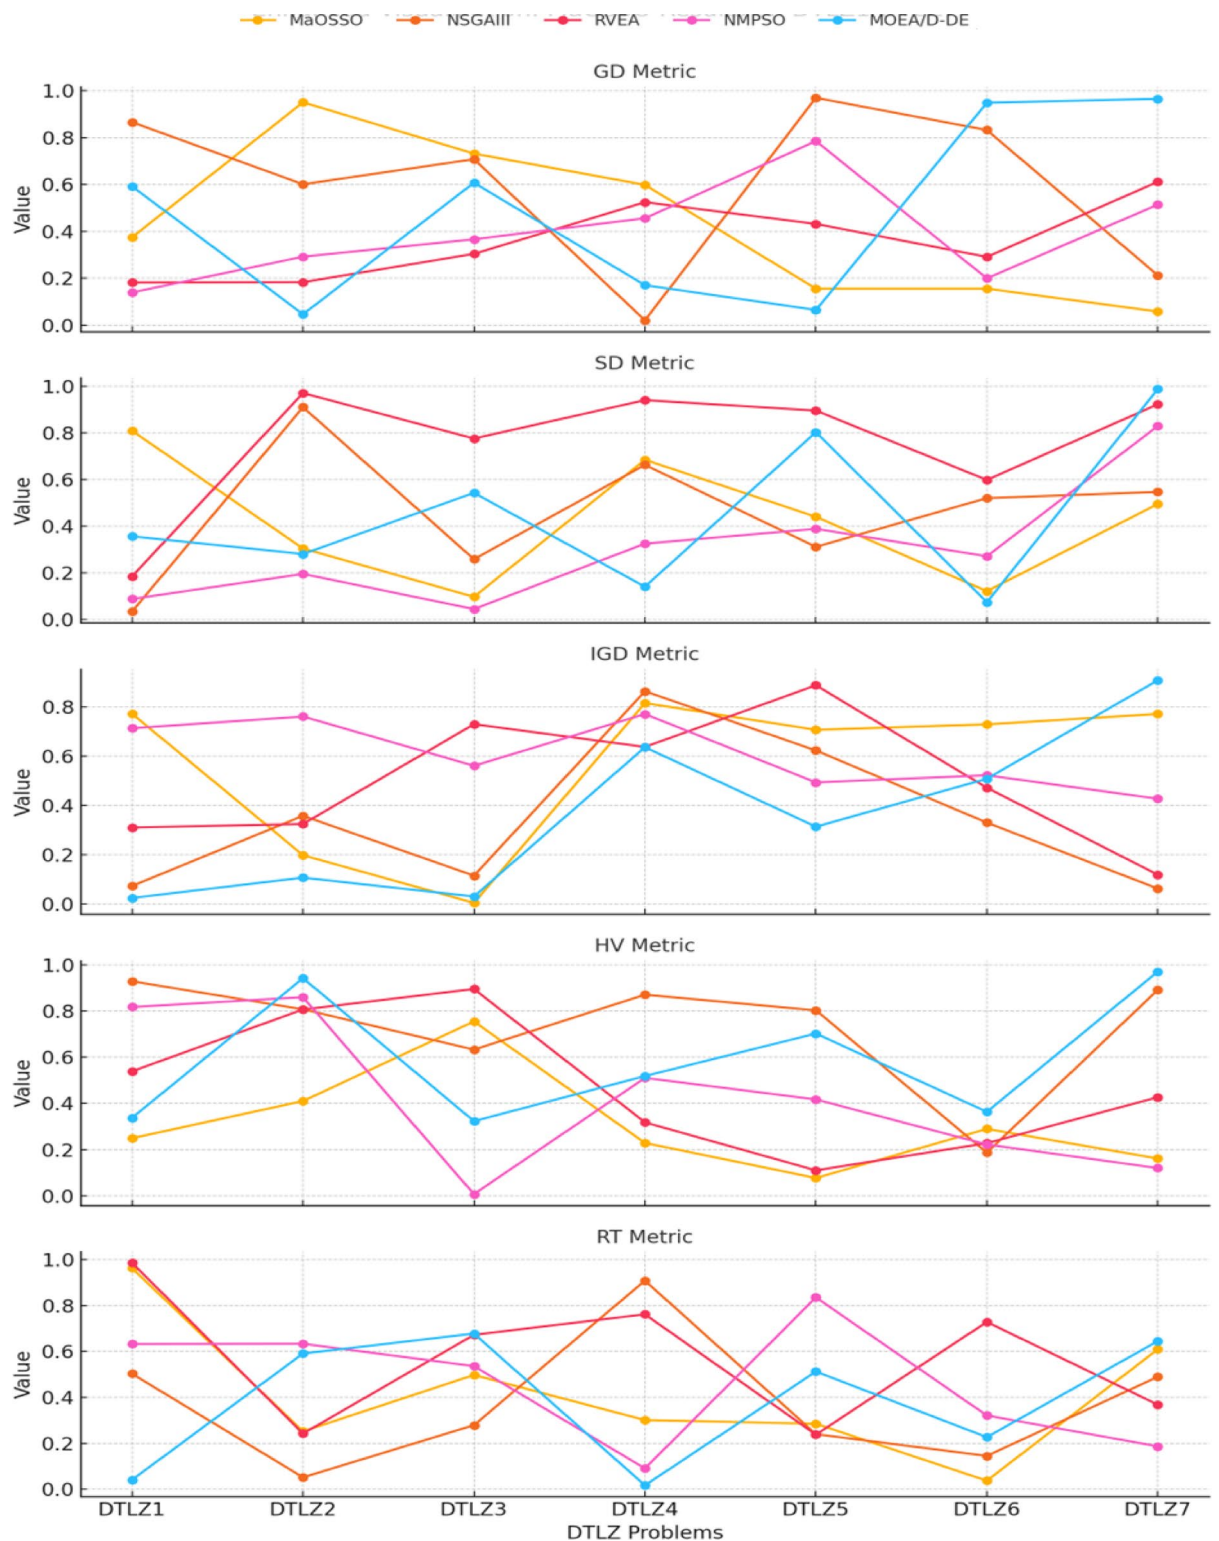 MaOSSO NSGAIII RVEA NMPSO MOEA/D-DE
GD Metric
1.0
0.8
0.6
0.4
0.2
0.0
Value
SD Metric
1.0
0.8
0.6
0.4
0.2
0.0
Value
IGD Metric
0.8
0.6
0.4
0.2
0.0
Value
HV Metric
1.0
0.8
0.6
0.4
0.2
0.0
Value
RT Metric
1.0
0.8
0.6
0.4
0.2
0.0
Value
DTLZ1 DTLZ2 DTLZ3 DTLZ4 DTLZ5 DTLZ6 DTLZ7
DTLZ Problems